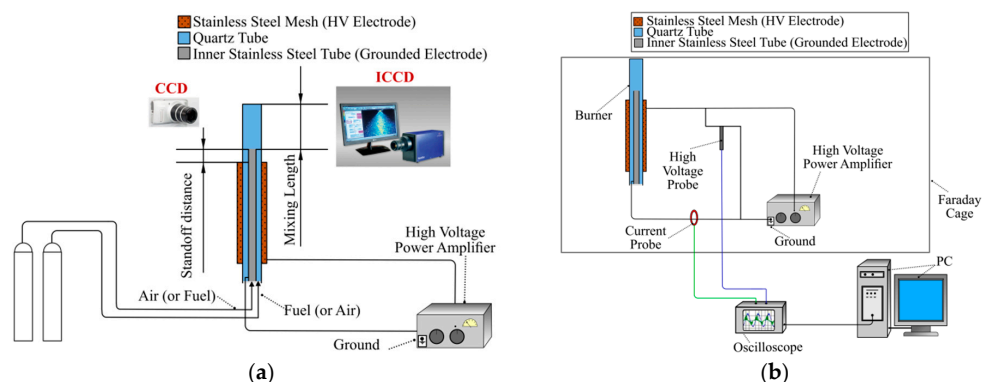 Stainless Steel Mesh (HV Electrode)
Quartz Tube
Inner Stainless Steel Tube (Grounded Electrode)
CCD
ICCD
Standoff distance
Mixing Length
High Voltage
Power Amplifier
Air (or Fuel)
Fuel (or Air)
Ground
(a)
Stainless Steel Mesh (HV Electrode)
Quartz Tube
Inner Stainless Steel Tube (Grounded Electrode)
Burner
High
Voltage
Probe
High Voltage
Power Amplifier
Faraday
Cage
Current
Probe
Ground
PC
Oscilloscope
(b)